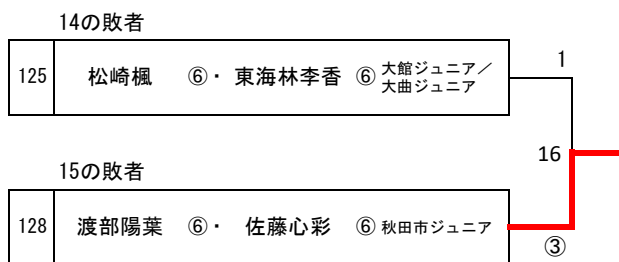 14の敗者
125 松崎楓 ⑥・ 東海林李香 ⑥ 大館ジュニア／
大曲ジュニア
1
16
15の敗者
128 渡部陽葉 ⑥・ 佐藤心彩 ⑥ 秋田市ジュニア
③